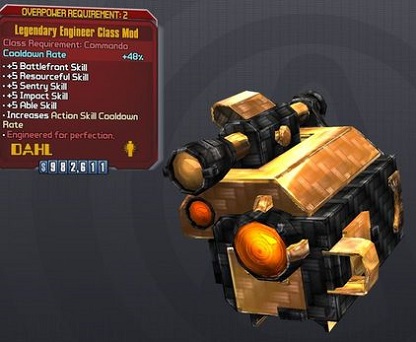 OVERPOWER REQUIREMENT: 2
Legendary Engineer Class Mod
Class Requirement: Commando
Cooldown Rate +48%
• +5 Battlefront Skill
• +5 Resourceful Skill
• +5 Sentry Skill
• +5 Impact Skill
• +5 Able Skill
• Increases Action Skill Cooldown
Rate
• Engineered for perfection.
DAHL
$982,611